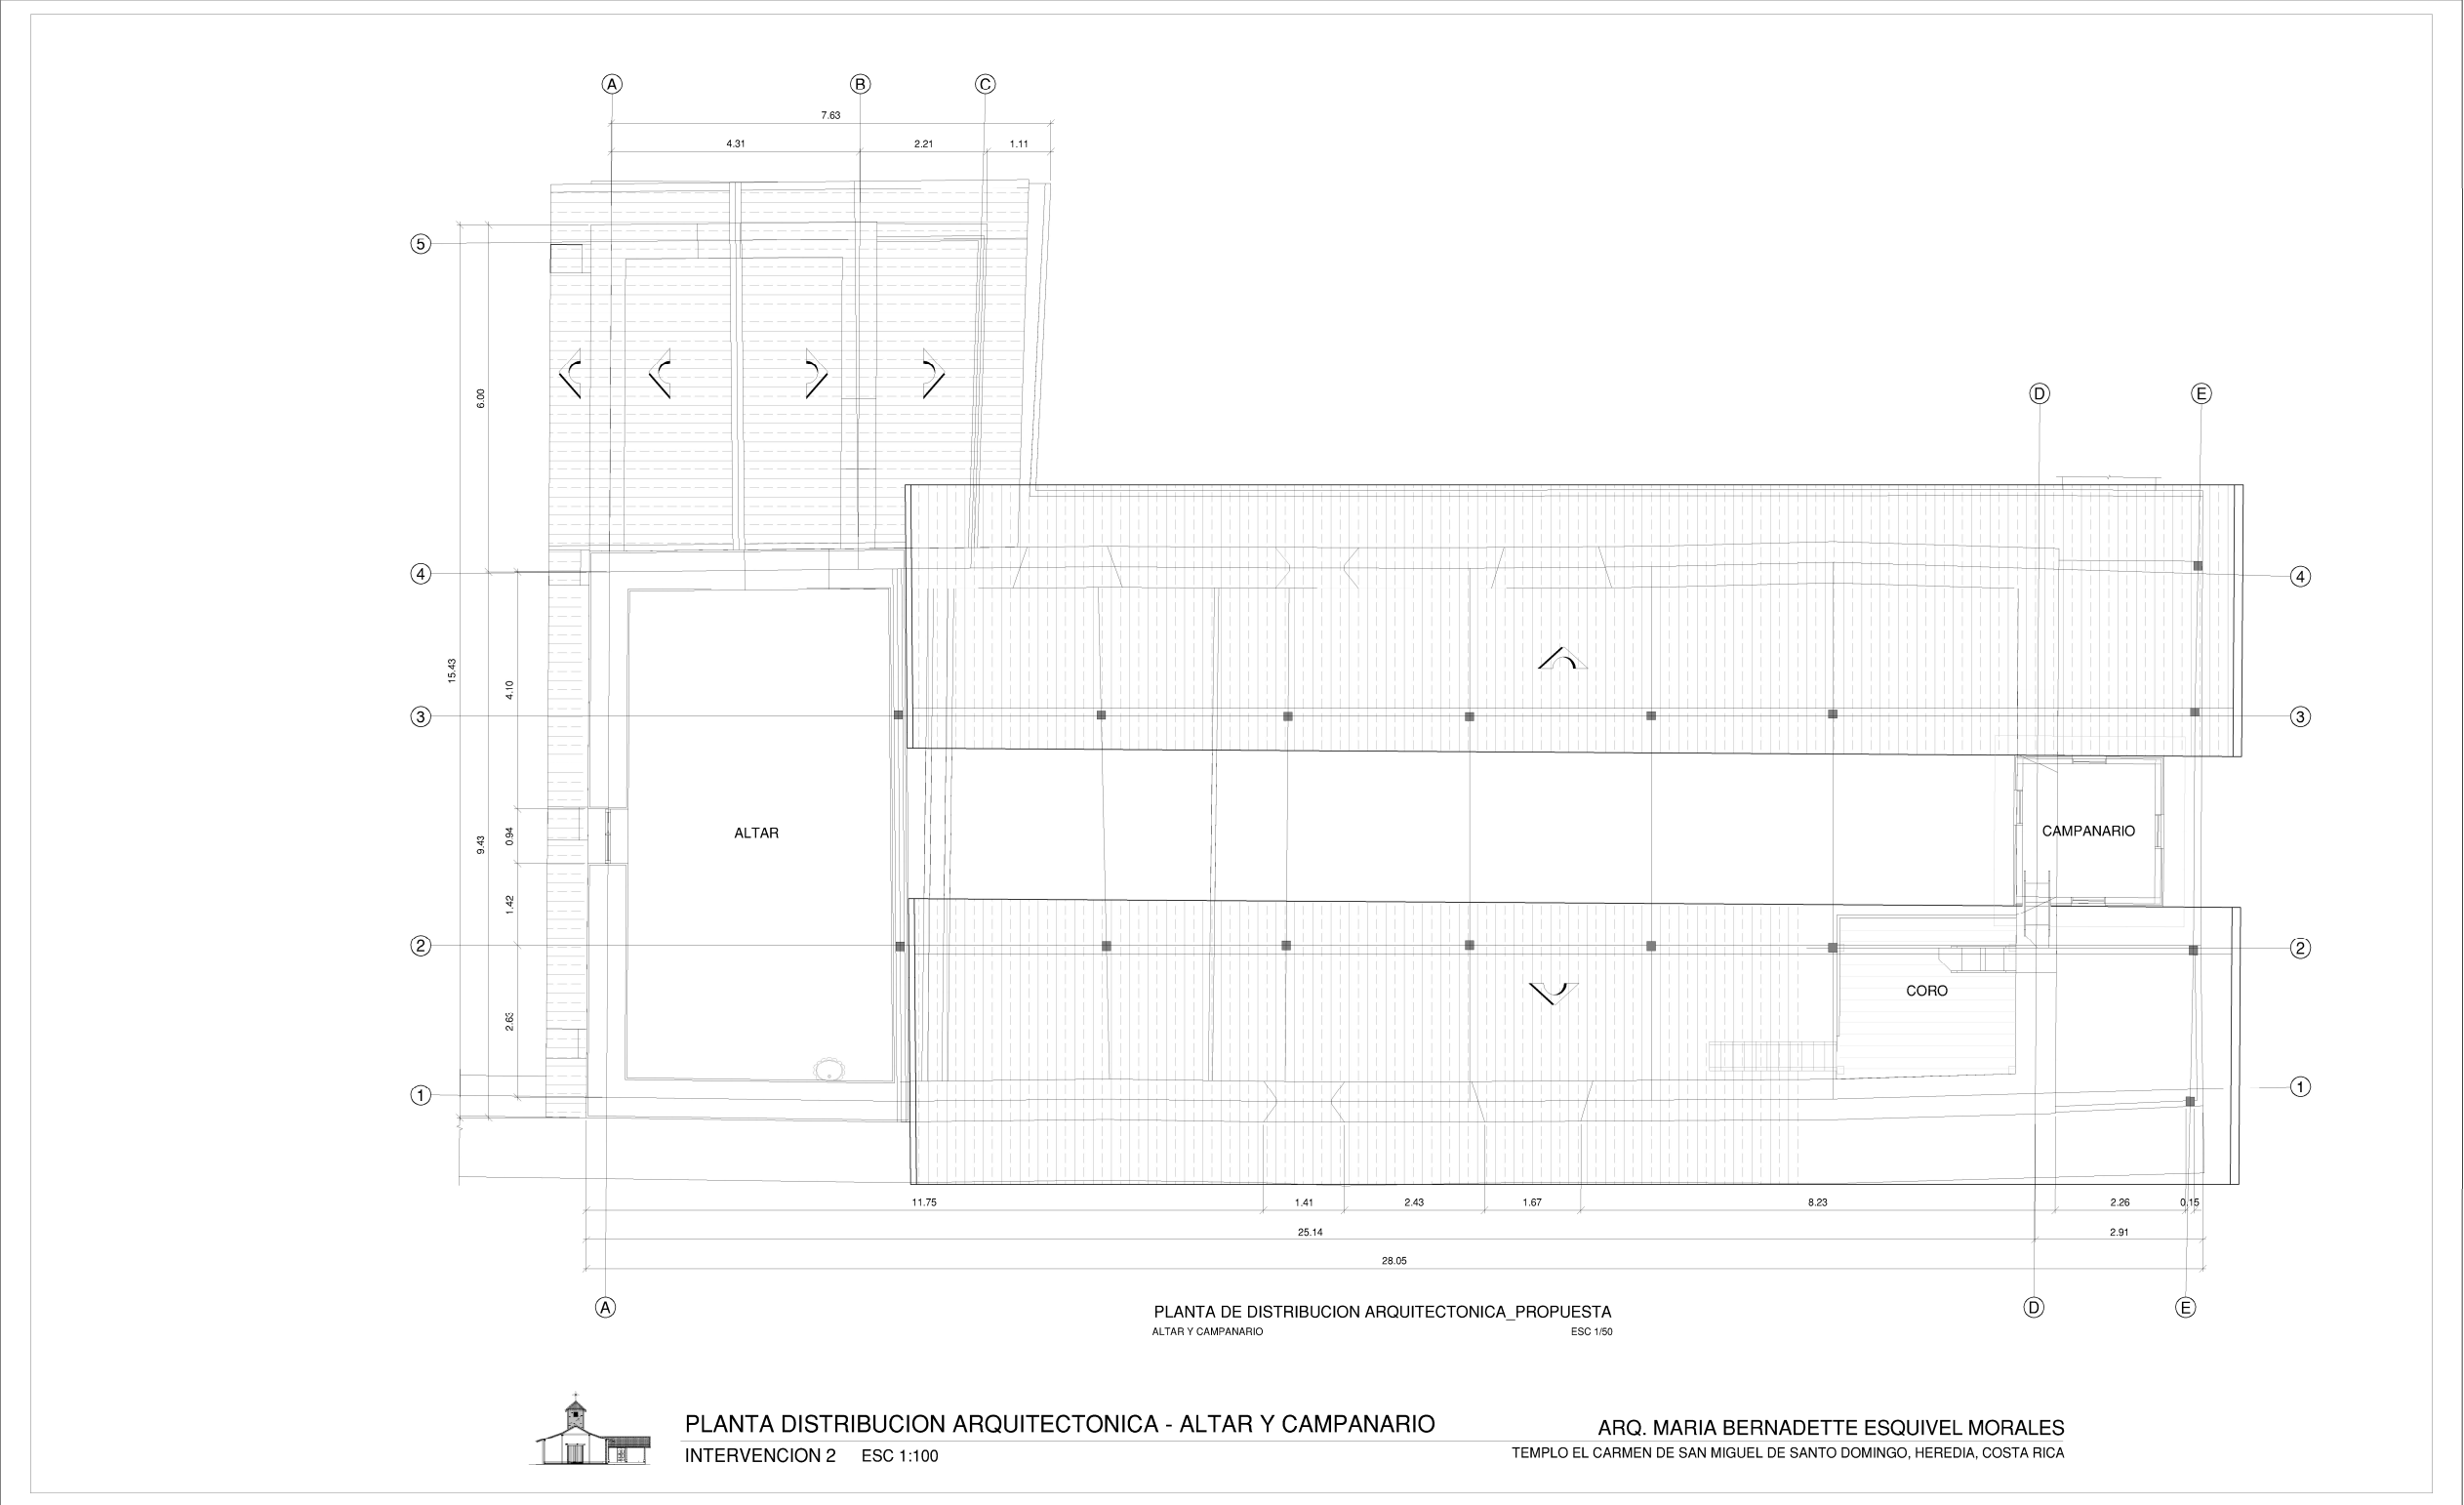 A B C
7.63
4.31 2.21 1.11
5
6.00
D E
4 4
15.43
4.10
3 3
ALTAR
CAMPANARIO
0.94
9.43
1.42
2 2
CORO
2.63
1 1
11.75 1.41 2.43 1.67 8.23 2.26 0.15
25.14 2.91
28.05
A D E
PLANTA DE DISTRIBUCION ARQUITECTONICA_PROPUESTA
ALTAR Y CAMPANARIO ESC 1/50
PLANTA DISTRIBUCION ARQUITECTONICA - ALTAR Y CAMPANARIO
INTERVENCION 2 ESC 1:100
ARQ. MARIA BERNADETTE ESQUIVEL MORALES
TEMPLO EL CARMEN DE SAN MIGUEL DE SANTO DOMINGO, HEREDIA, COSTA RICA